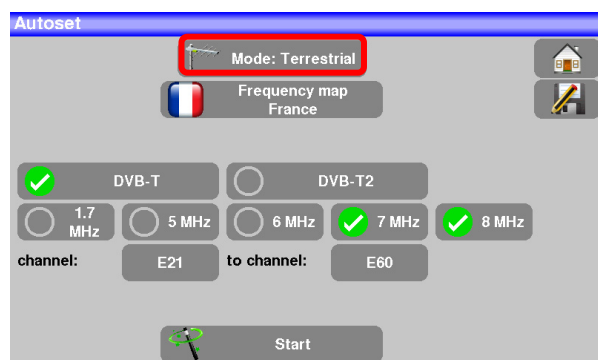 Autoset
Mode: Terrestrial
Frequency map
France
DVB-T
DVB-T2
1.7
MHz
5 MHz
6 MHz
7 MHz
8 MHz
channel:
E21
to channel:
E60
Start